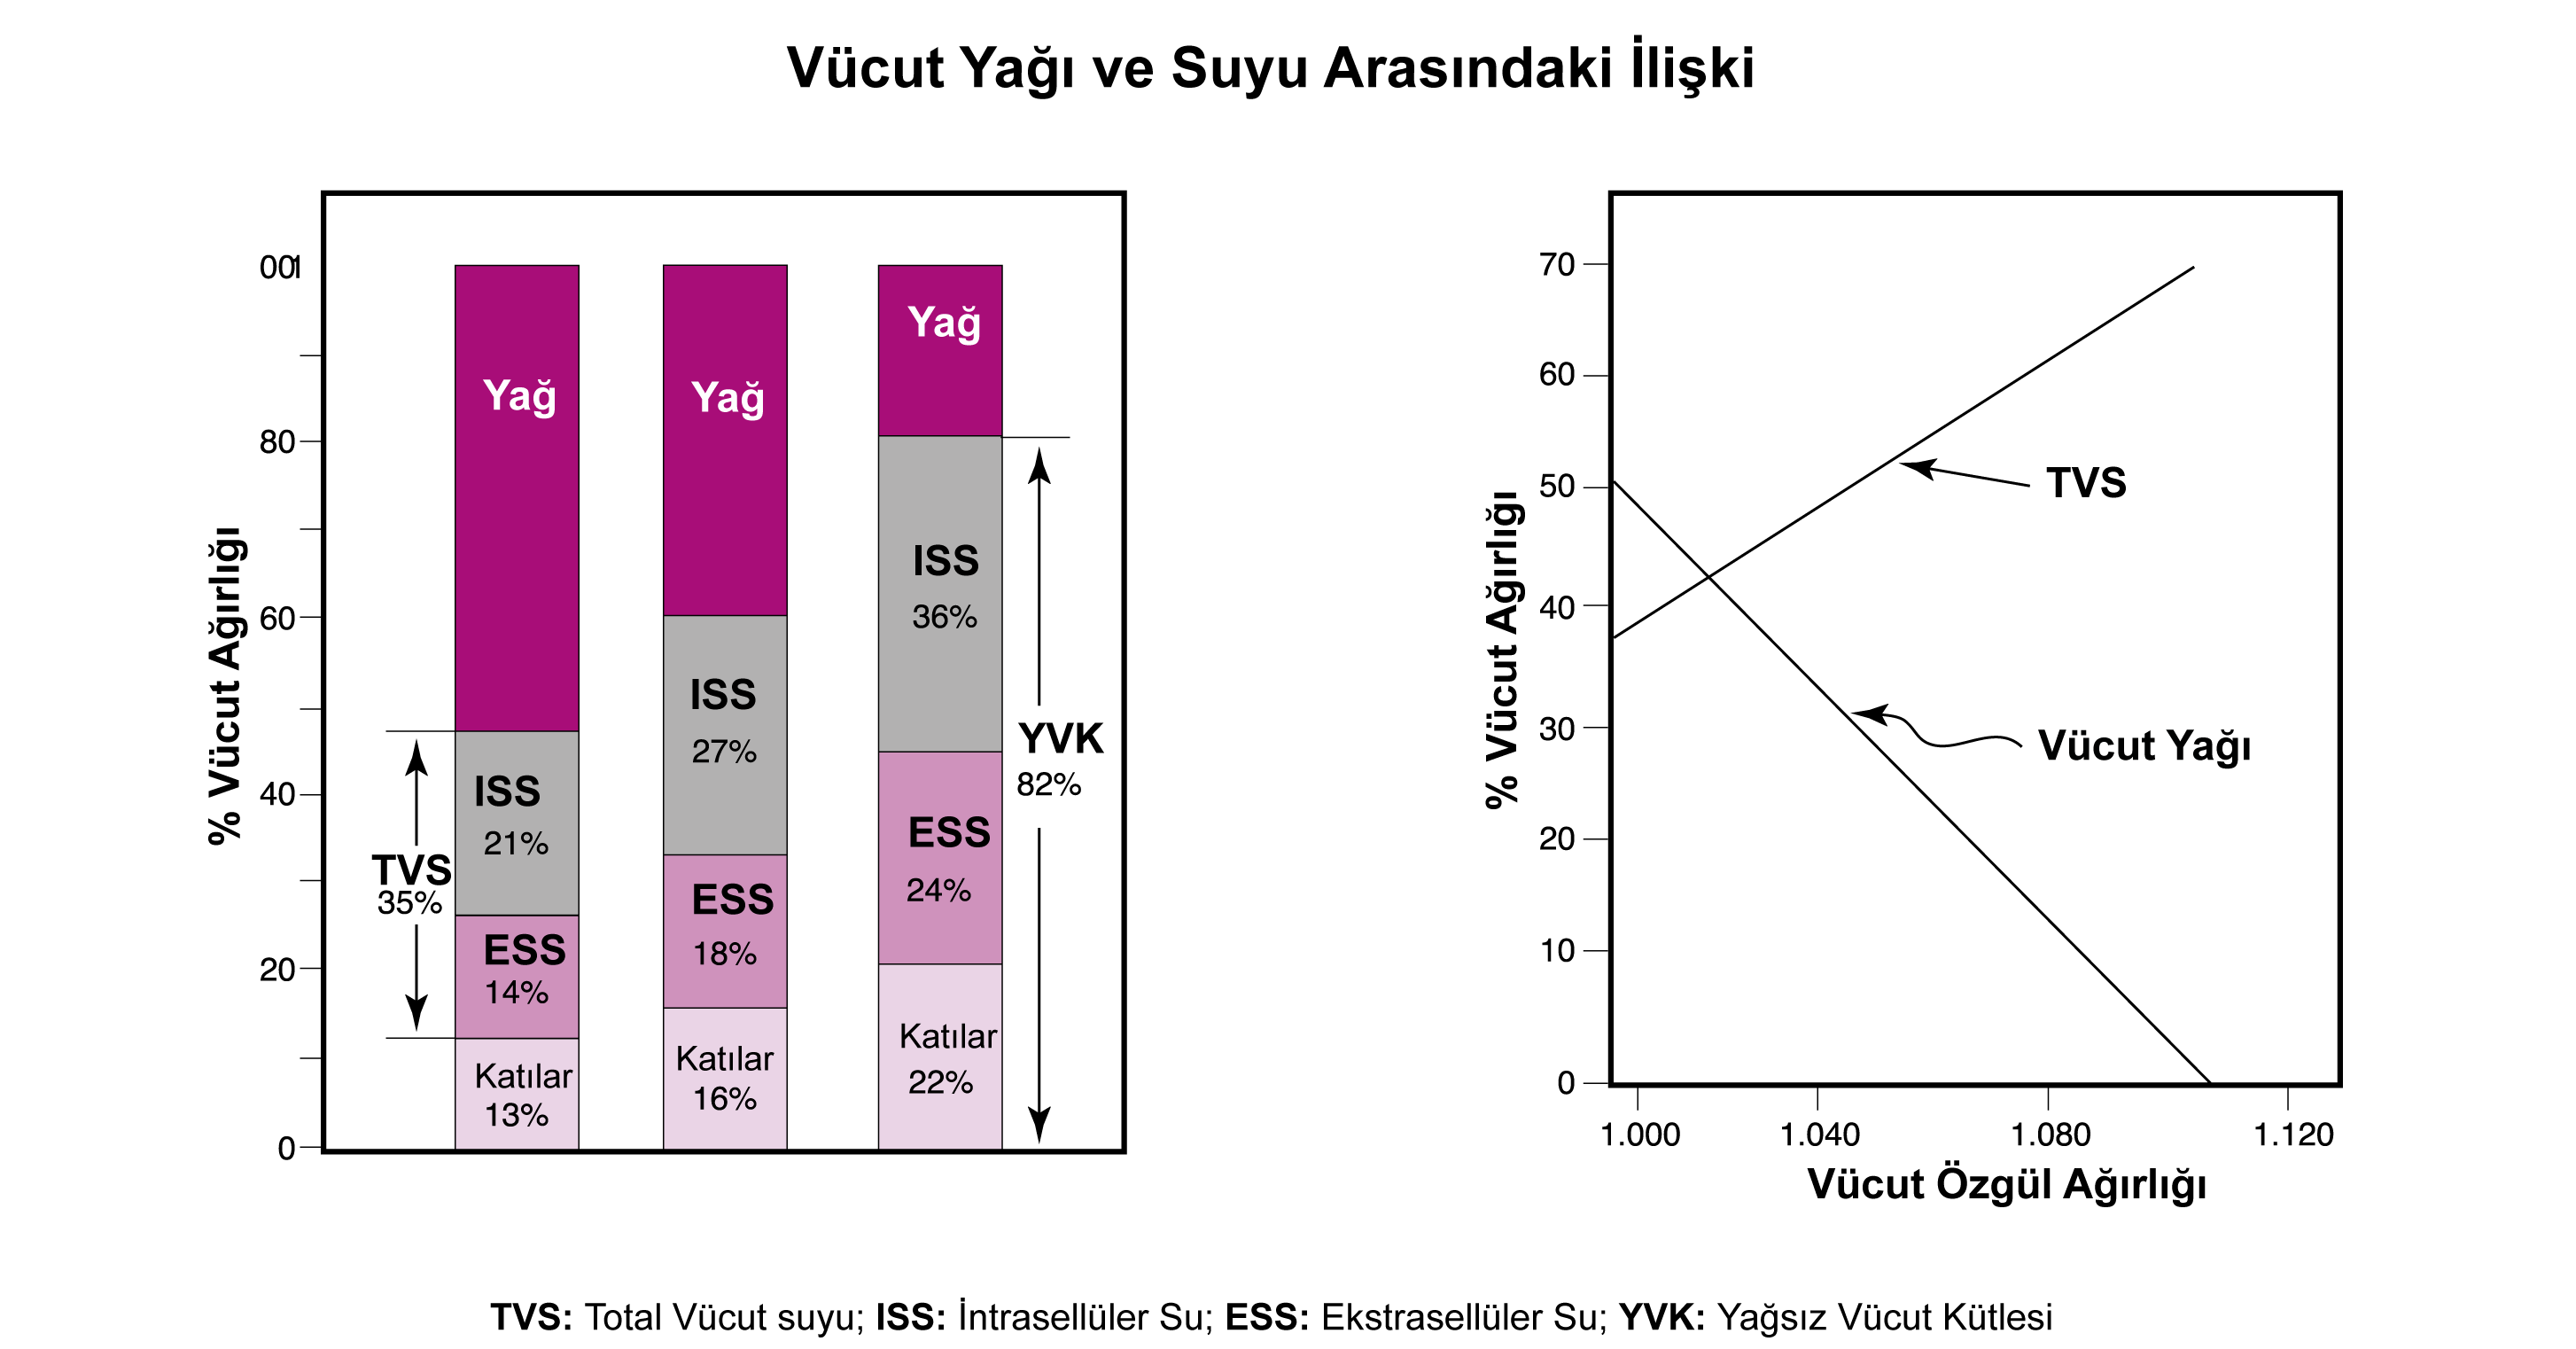 Vücut Yağı ve Suyu Arasındaki İlişki
% Vücut Ağırlığı
001
80
60
40
20
0
TVS
35%
Yağ
ISS
21%
ESS
14%
Katılar
13%
Yağ
ISS
27%
ESS
18%
Katılar
16%
Yağ
ISS
36%
ESS
24%
Katılar
22%
YVK
82%
% Vücut Ağırlığı
70
60
50
40
30
20
10
0
TVS
Vücut Yağı
1.000 1.040 1.080 1.120
Vücut Özgül Ağırlığı
TVS: Total Vücut suyu; ISS: İntrasellüler Su; ESS: Ekstrasellüler Su; YVK: Yağsız Vücut Kütlesi